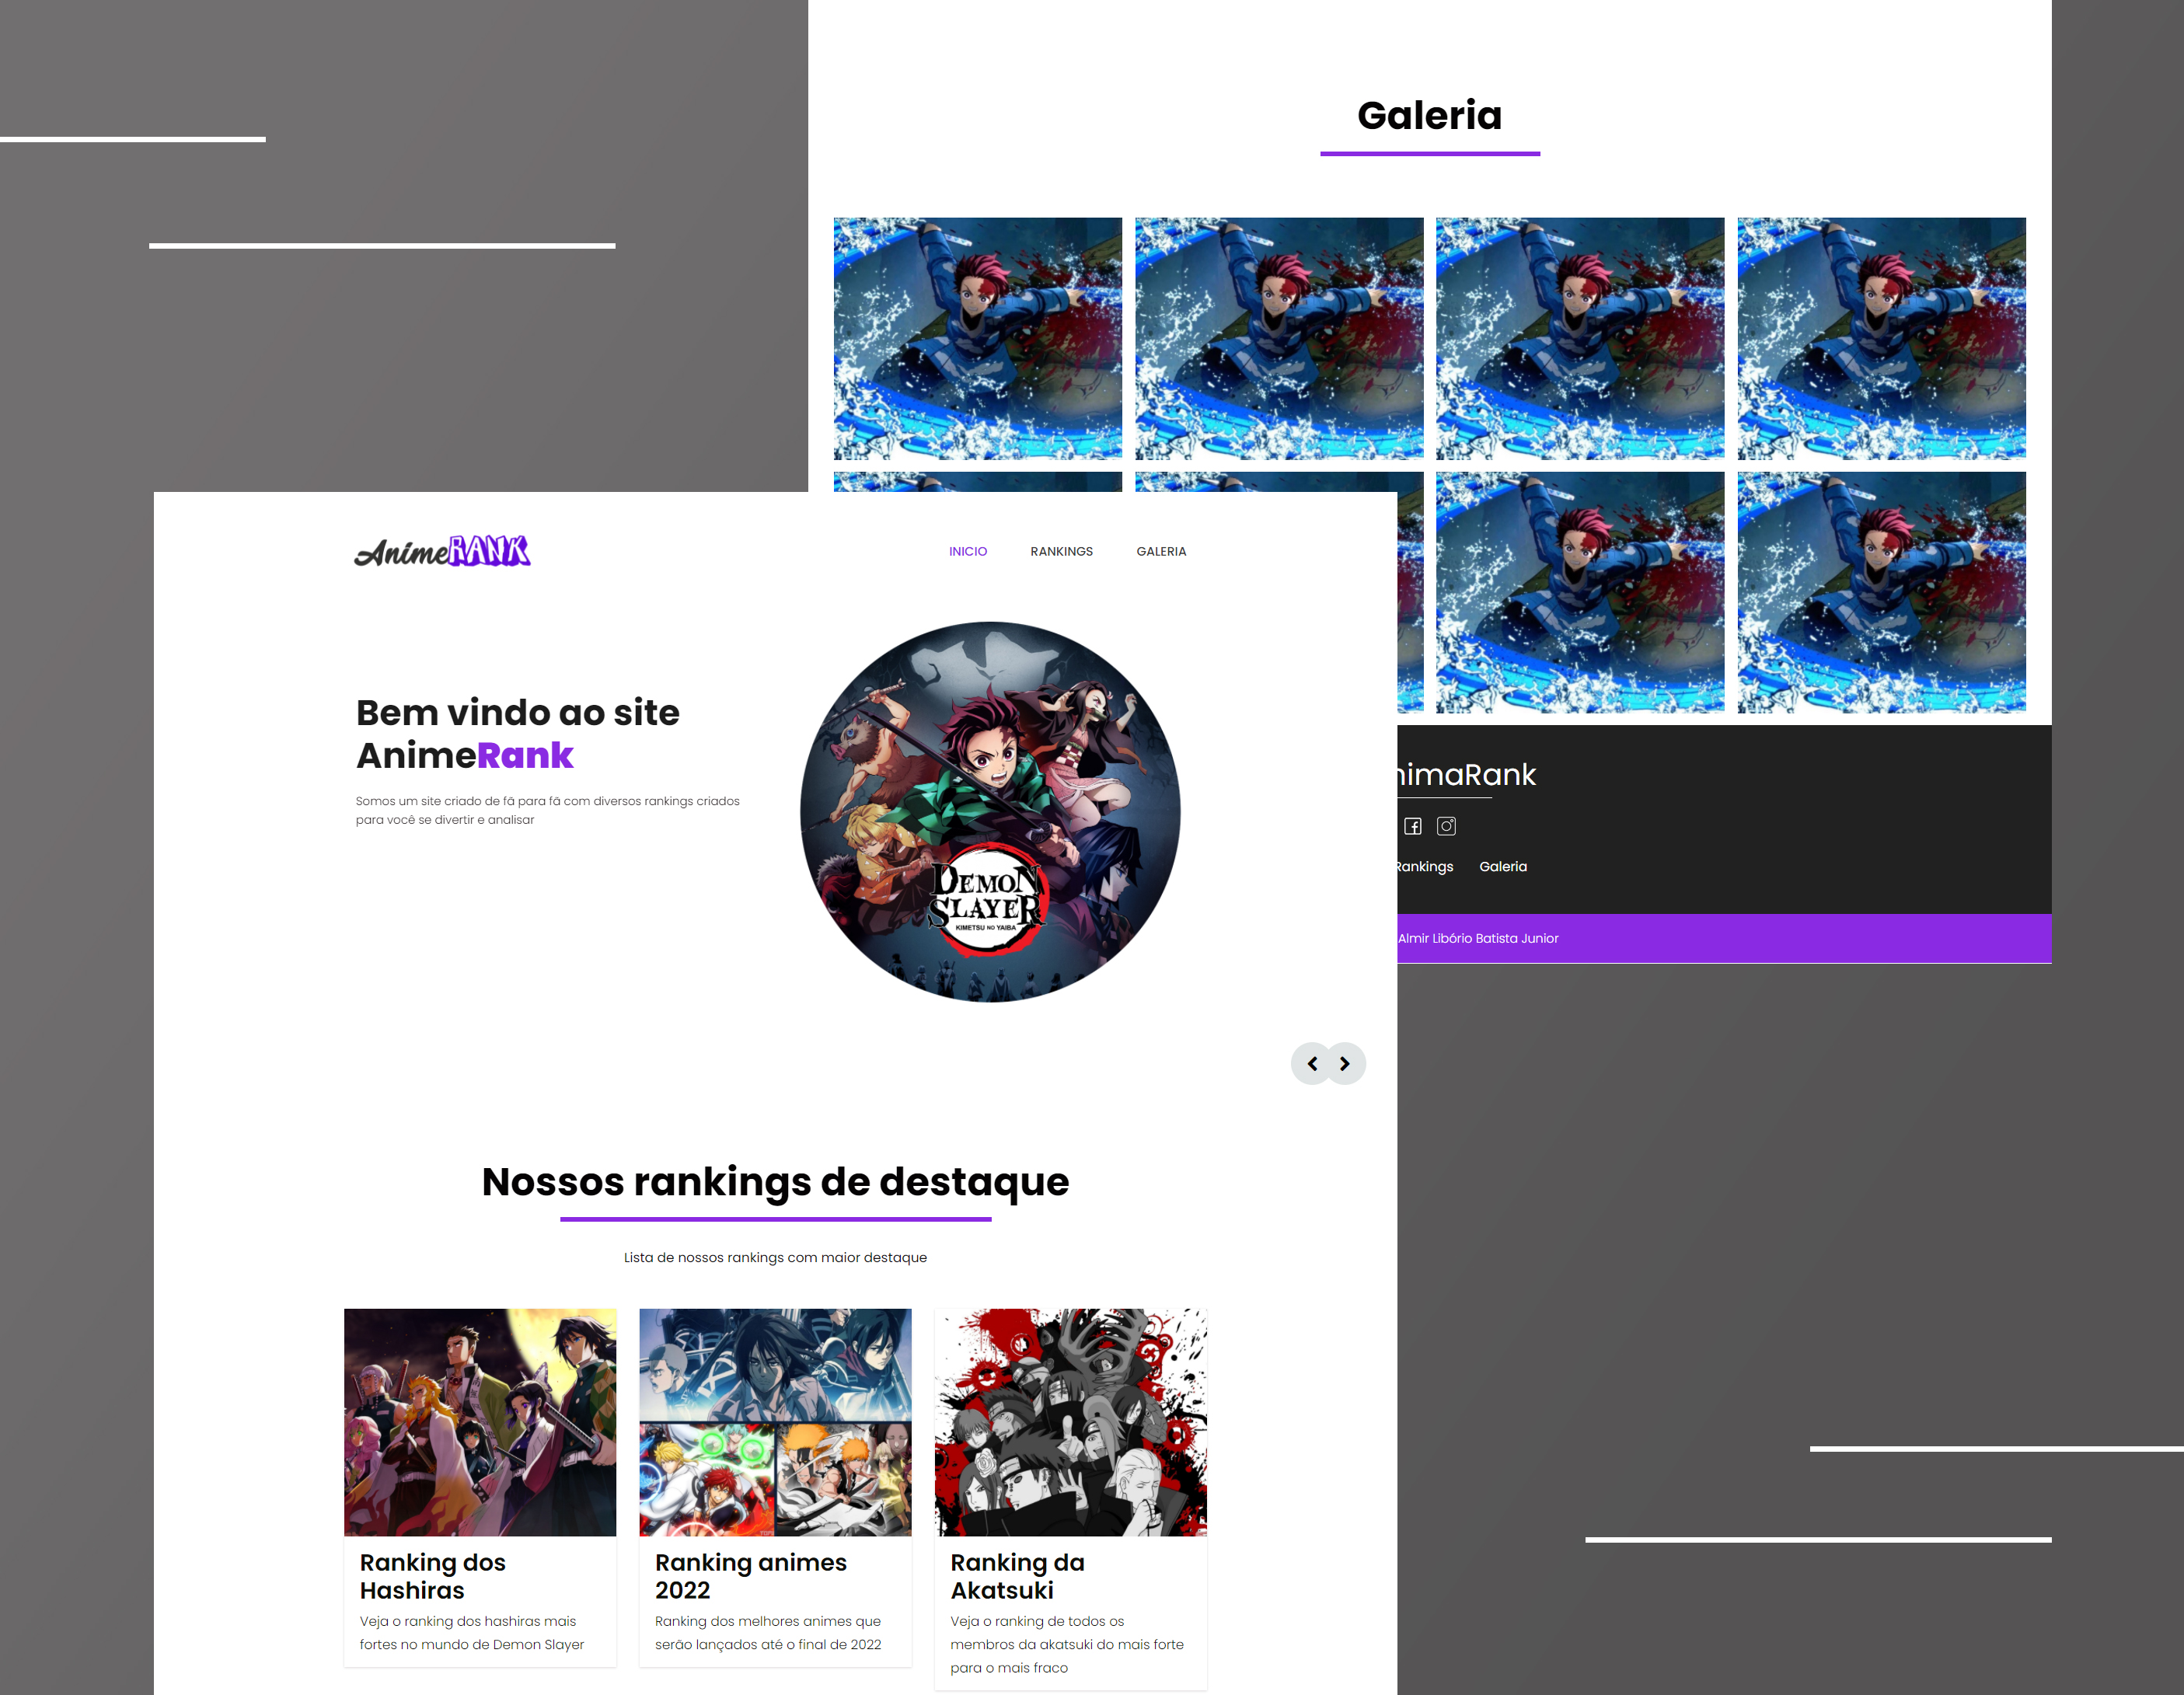 Galeria
AnimeRANK
INICIO RANKINGS GALERIA
Bem vindo ao site
AnimeRank
Somos um site criado de fã para fã com diversos rankings criados
para você se divertir e analisar
DEMON
SLAYER
KIMETSU NO YAIBA
nimaRank
Rankings Galeria
Almir Libório Batista Junior
Nossos rankings de destaque
Lista de nossos rankings com maior destaque
Ranking dos
Hashiras
Veja o ranking dos hashiras mais
fortes no mundo de Demon Slayer
Ranking animes
2022
Ranking dos melhores animes que
serão lançados até o final de 2022
Ranking da
Akatsuki
Veja o ranking de todos os
membros da akatsuki do mais forte
para o mais fraco